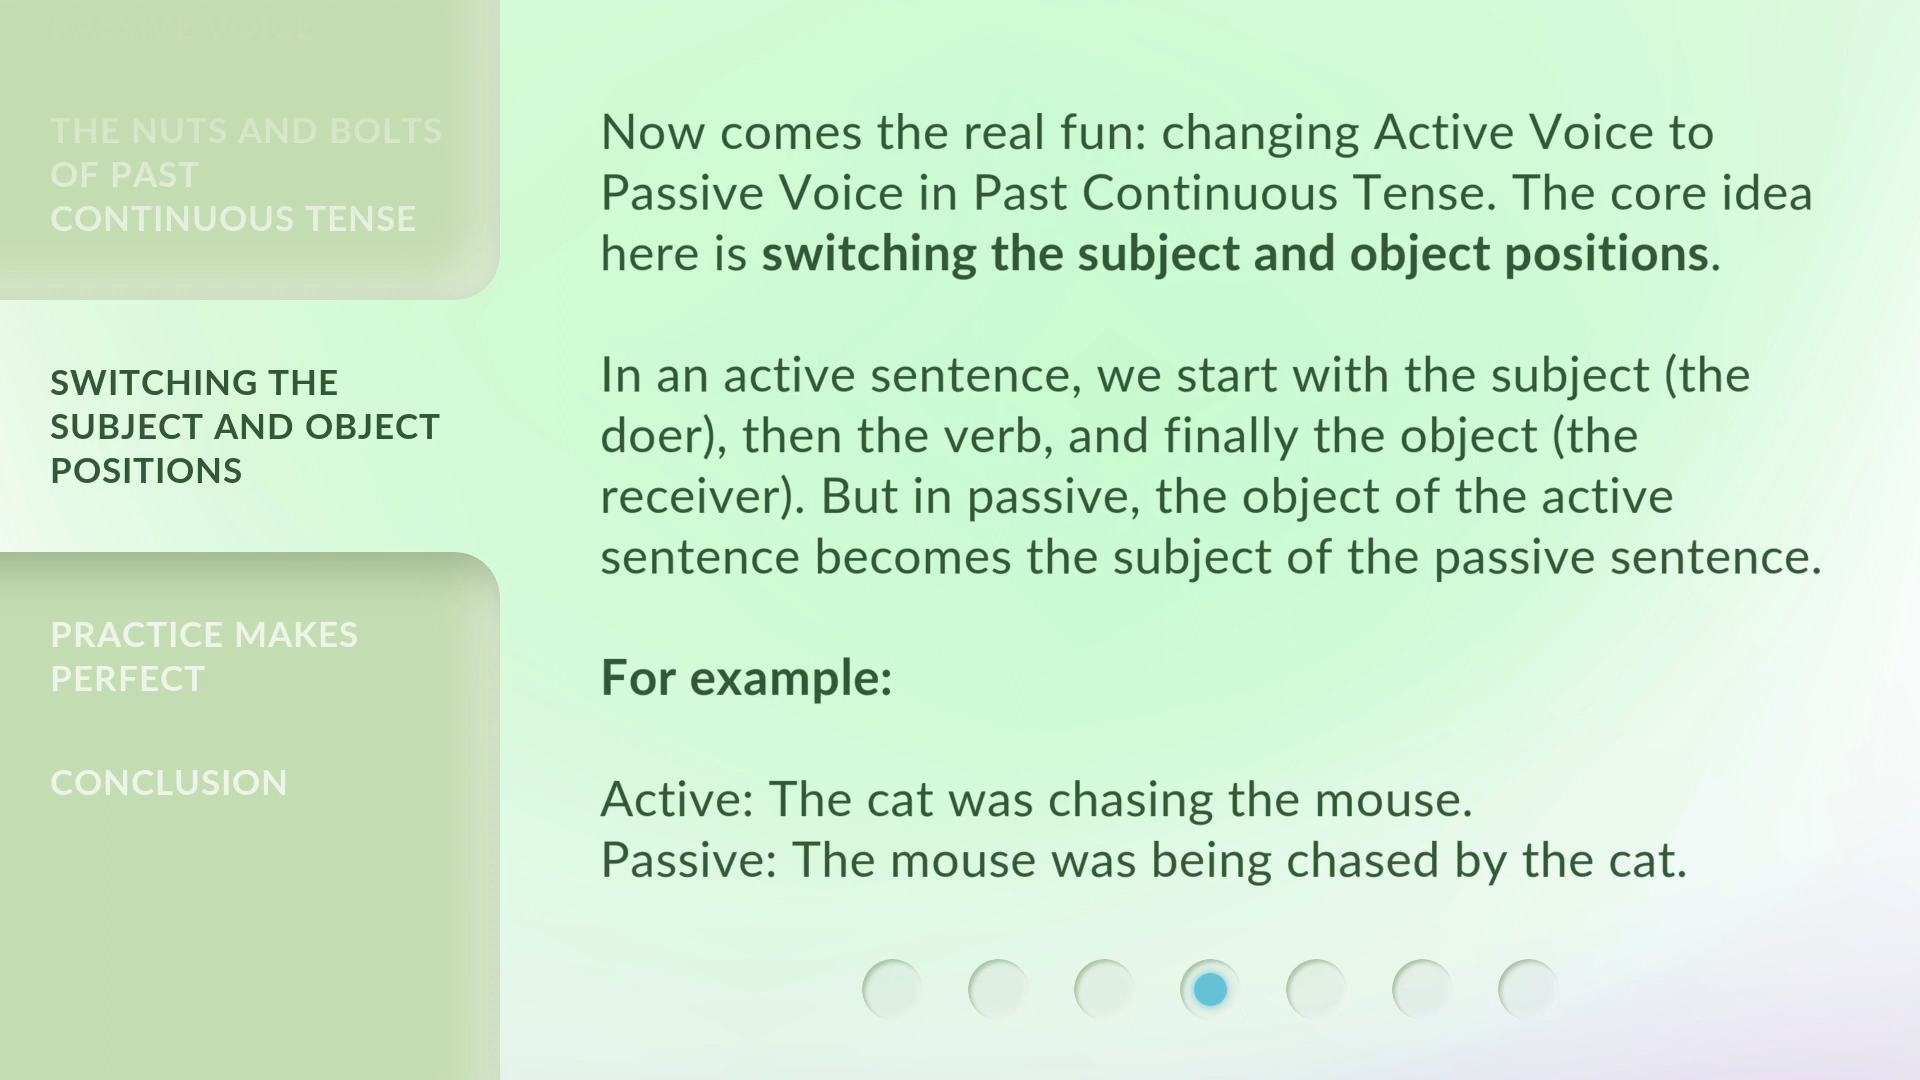 PASSIVE VOICE
THE NUTS AND BOLTS
OF PAST
CONTINUOUS TENSE
SWITCHING THE
SUBJECT AND OBJECT
POSITIONS
PRACTICE MAKES
PERFECT
CONCLUSION
Now comes the real fun: changing Active Voice to
Passive Voice in Past Continuous Tense. The core idea
here is switching the subject and object positions.
In an active sentence, we start with the subject (the
doer), then the verb, and finally the object (the
receiver). But in passive, the object of the active
sentence becomes the subject of the passive sentence.
For example:
Active: The cat was chasing the mouse.
Passive: The mouse was being chased by the cat.